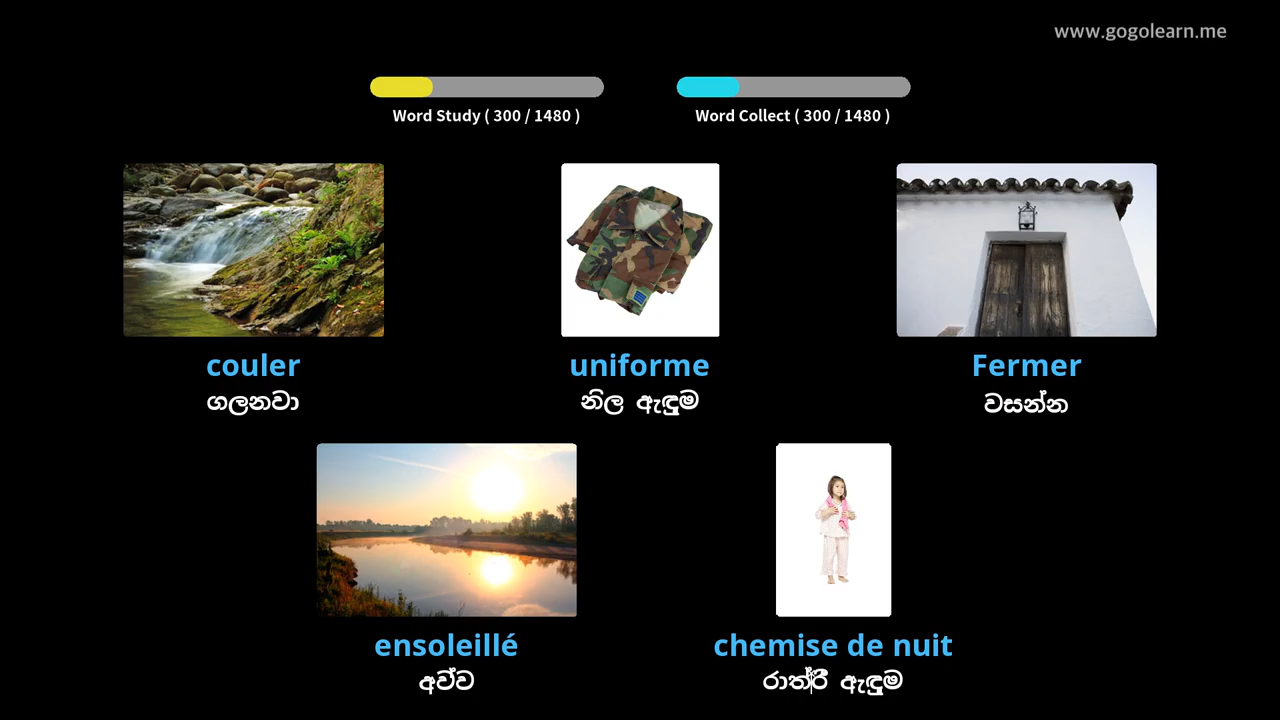 www.gogolearn.me
Word Study ( 300 / 1480 )
Word Collect ( 300 / 1480 )
couler
ගලනවා
uniforme
නිල ඇඳුම
Fermer
වසන්න
ensoleillé
අව්ව
chemise de nuit
රාත්‍රී ඇඳුම